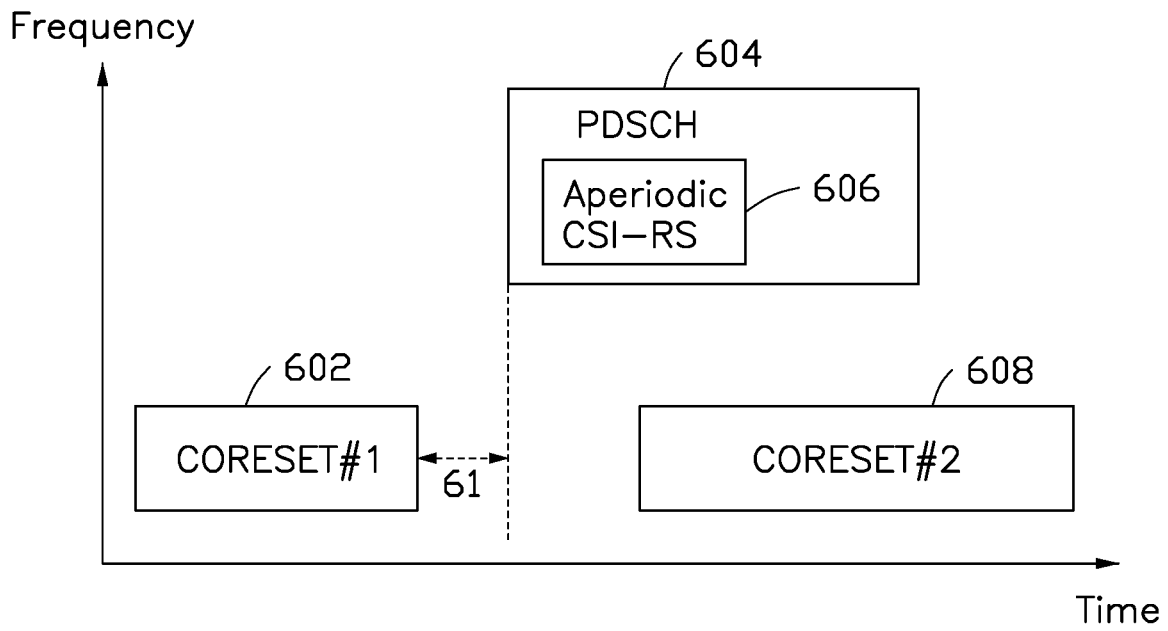 Frequency
604
PDSCH
Aperiodic
CSI-RS
606
602
608
CORESET#1
61
CORESET#2
Time